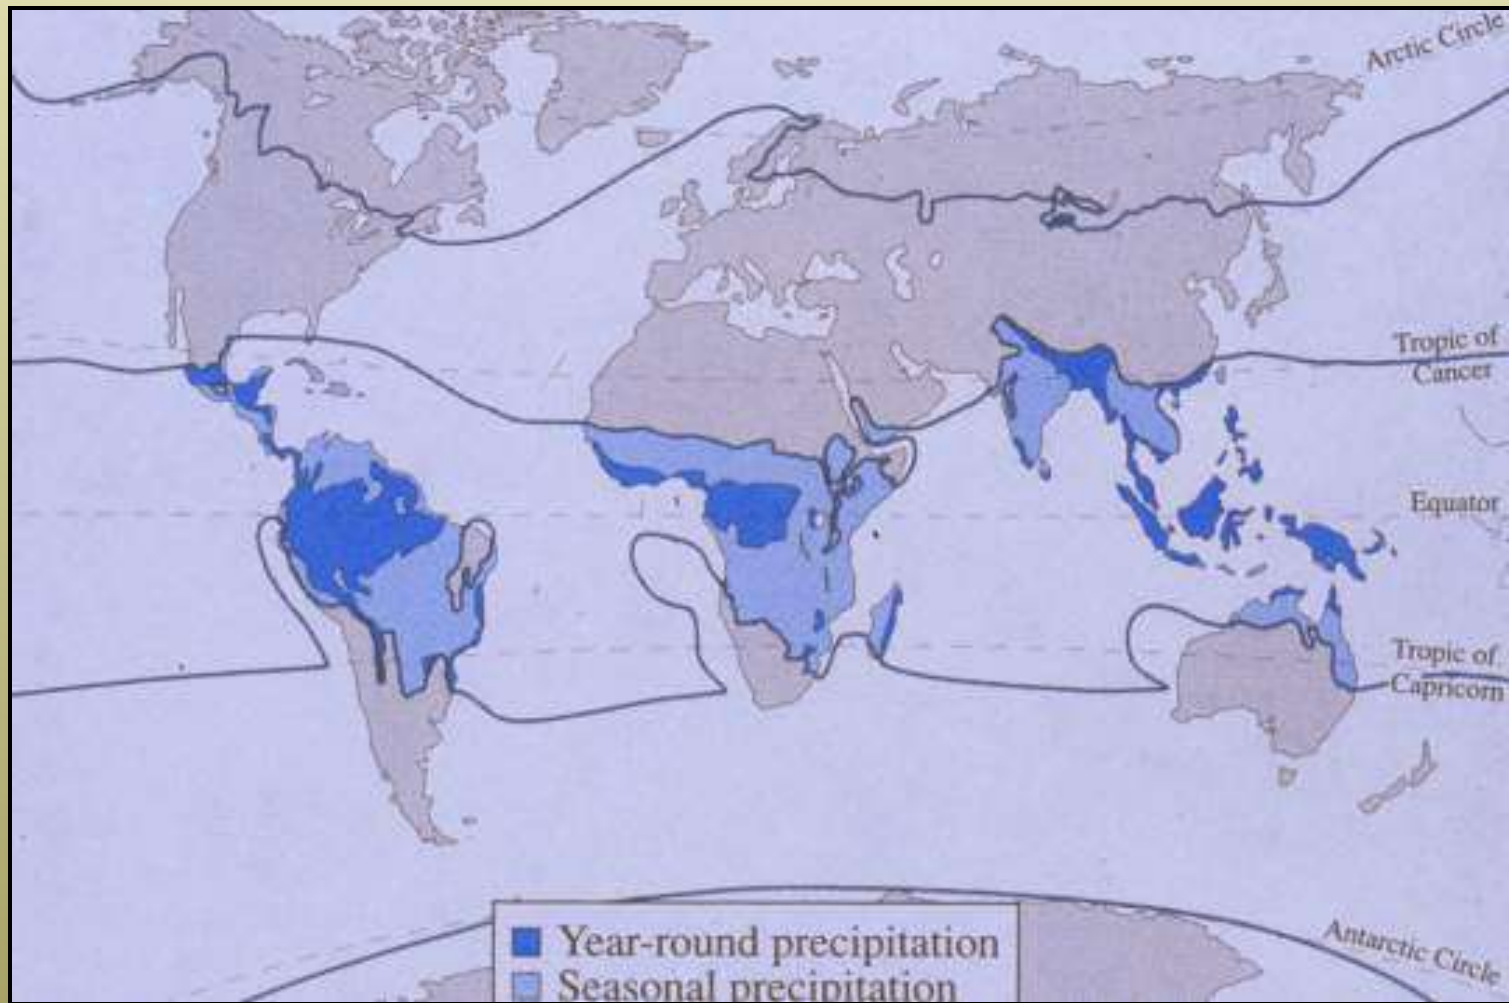 Arctic Circle
Tropic of
Cancer
Equator
Tropic of
Capricorn
Antarctic Circle
Year-round precipitation
Seasonal precipitation